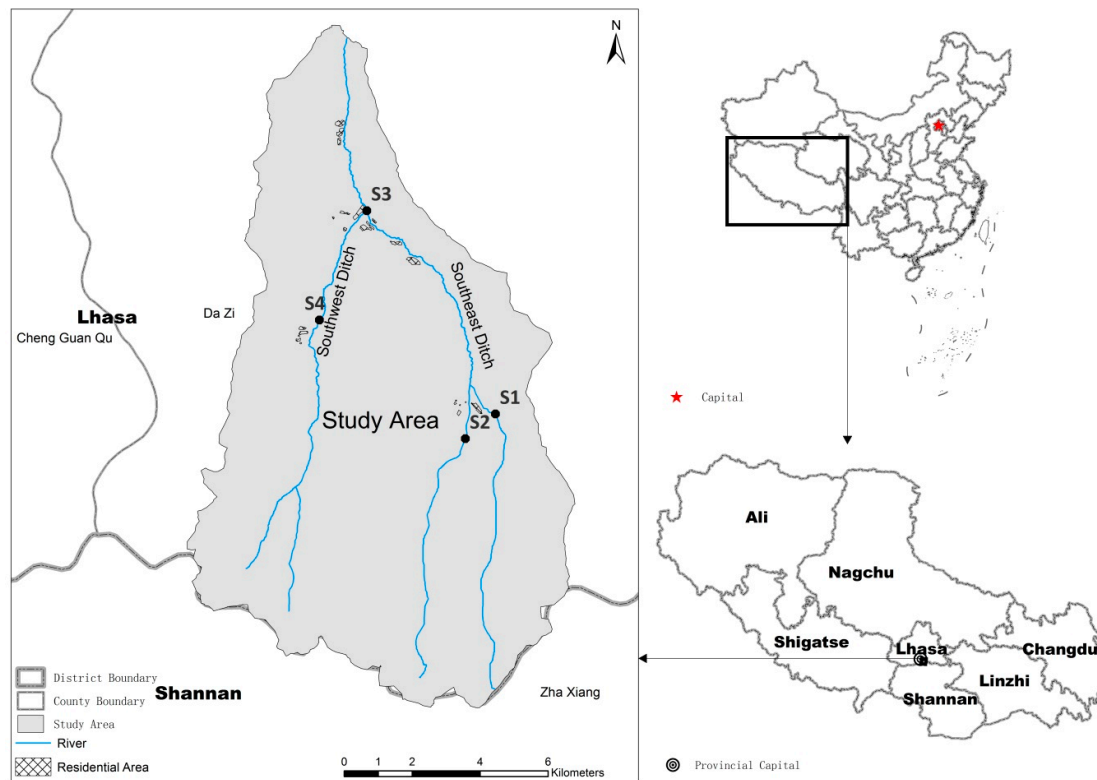 N
S3
Southwest Ditch
Southeast Ditch
S4
Da Zi
Lhasa
Cheng Guan Qu
S1
Study Area
S2
District Boundary
County Boundary
Study Area
River
Residential Area
Shannan
Zha Xiang
0 1 2 4 6
Kilometers
Capital
Ali
Nagchu
Shigatse
Lhasa
Changdu
Linzhi
Shannan
Provincial Capital